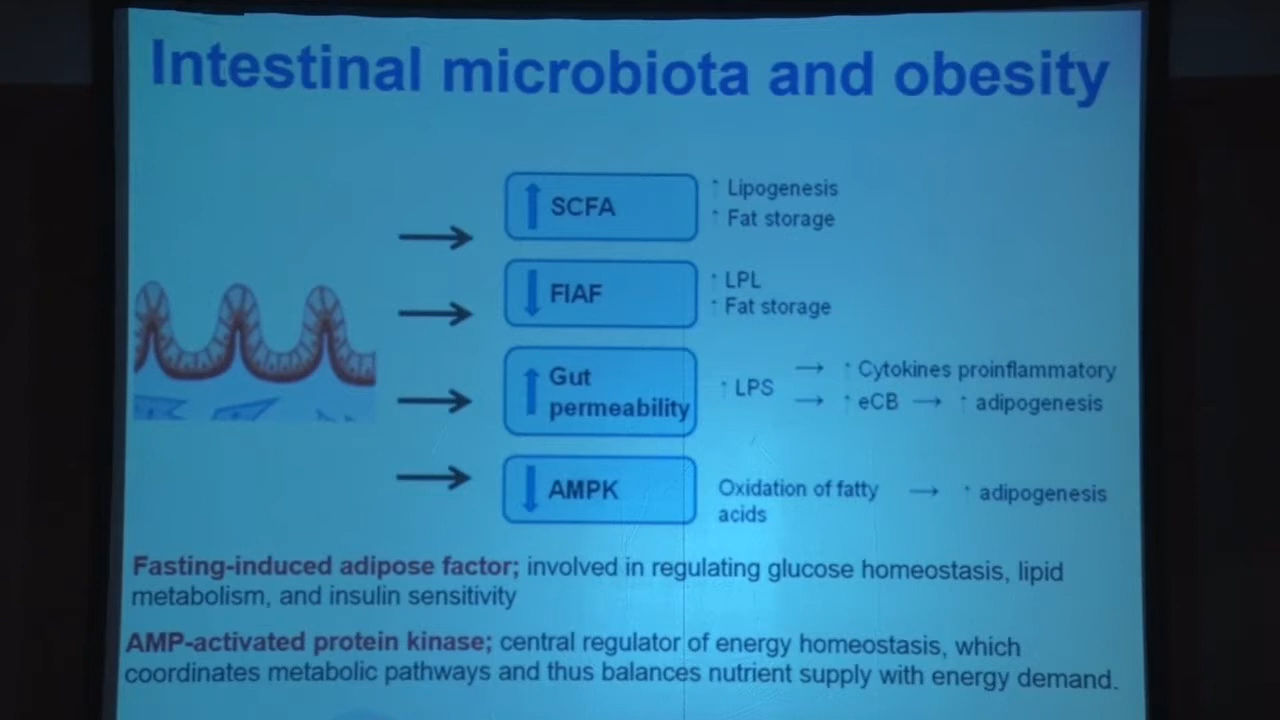 Intestinal microbiota and obesity
↑ SCFA
↑ Lipogenesis
↑ Fat storage
↓ FIAF
↑ LPL
↑ Fat storage
↑ Gut
permeability
↑ LPS → ↑ Cytokines proinflammatory
→ ↑ eCB → ↑ adipogenesis
↓ AMPK
Oxidation of fatty → ↑ adipogenesis
acids
Fasting-induced adipose factor; involved in regulating glucose homeostasis, lipid
metabolism, and insulin sensitivity
AMP-activated protein kinase; central regulator of energy homeostasis, which
coordinates metabolic pathways and thus balances nutrient supply with energy demand.